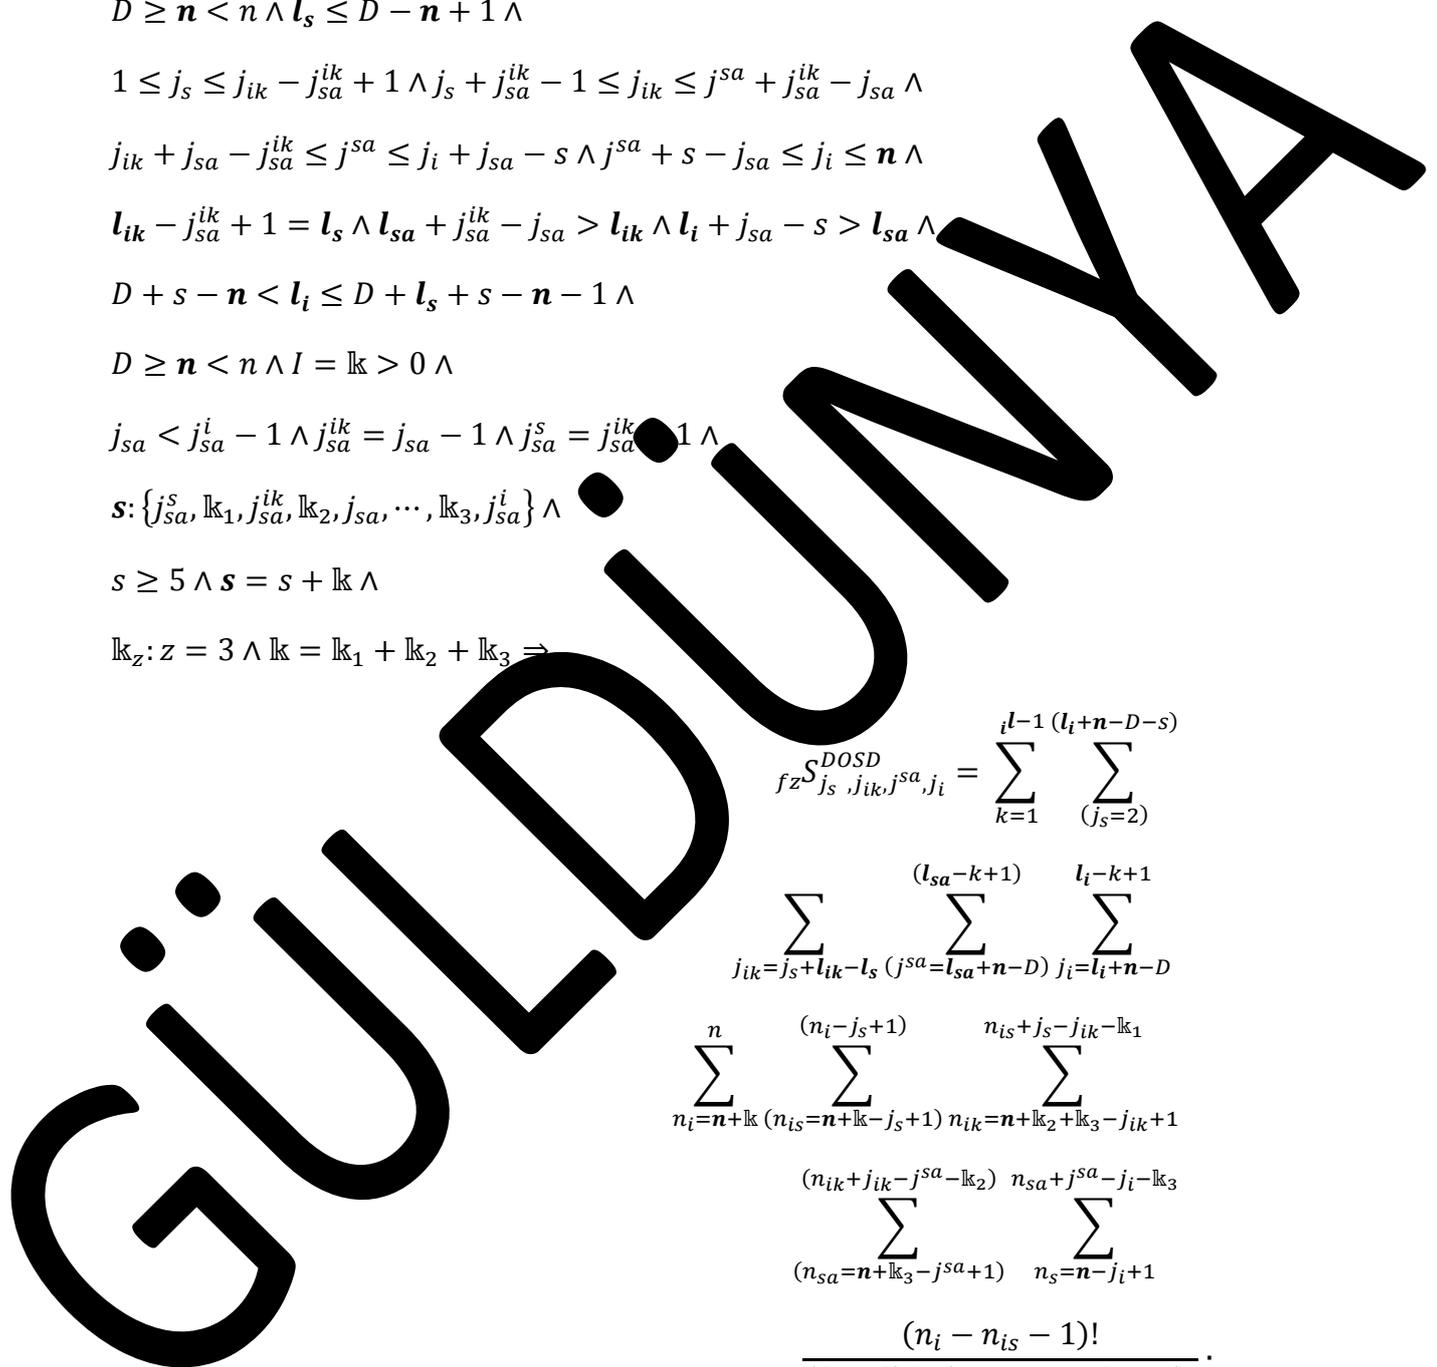 D ≥ 𝒏 < n ∧ 𝒍_𝒔 ≤ D − 𝒏 + 1 ∧
1 ≤ j_s ≤ j_{ik} − j_{sa}^{ik} + 1 ∧ j_s + j_{sa}^{ik} − 1 ≤ j_{ik} ≤ j^{sa} + j_{sa}^{ik} − j_{sa} ∧
j_{ik} + j_{sa} − j_{sa}^{ik} ≤ j^{sa} ≤ j_i + j_{sa} − s ∧ j^{sa} + s − j_{sa} ≤ j_i ≤ 𝒏 ∧
𝒍_{𝒊𝒌} − j_{sa}^{ik} + 1 = 𝒍_𝒔 ∧ 𝒍_{𝒔𝒂} + j_{sa}^{ik} − j_{sa} > 𝒍_{𝒊𝒌} ∧ 𝒍_𝒊 + j_{sa} − s > 𝒍_{𝒔𝒂} ∧
D + s − 𝒏 < 𝒍_𝒊 ≤ D + 𝒍_𝒔 + s − 𝒏 − 1 ∧
D ≥ 𝒏 < n ∧ I = 𝕜 > 0 ∧
j_{sa} < j_{sa}^i − 1 ∧ j_{sa}^{ik} = j_{sa} − 1 ∧ j_{sa}^s = j_{sa}^{ik} 1 ∧
𝒔: {j_{sa}^s, 𝕜_1, j_{sa}^{ik}, 𝕜_2, j_{sa}, ⋯ , 𝕜_3, j_{sa}^i} ∧
s ≥ 5 ∧ 𝒔 = s + 𝕜 ∧
𝕜_z: z = 3 ∧ 𝕜 = 𝕜_1 + 𝕜_2 + 𝕜_3 ⇒
_{fz}S_{j_s ,j_{ik},j^{sa},j_i}^{DOSD} = ∑_{k=1}^{_𝒊𝒍−1} ∑_{(j_s=2)}^{(𝒍_𝒊+𝒏−D−s)}
∑_{j_{ik}=j_s+𝒍_{𝒊𝒌}−𝒍_𝒔} ∑_{(j^{sa}=𝒍_{𝒔𝒂}+𝒏−D)}^{(𝒍_{𝒔𝒂}−k+1)} ∑_{j_i=𝒍_𝒊+𝒏−D}^{𝒍_𝒊−k+1}
∑_{n_i=𝒏+𝕜}^{n} ∑_{(n_{is}=𝒏+𝕜−j_s+1)}^{(n_i−j_s+1)} ∑_{n_{ik}=𝒏+𝕜_2+𝕜_3−j_{ik}+1}^{n_{is}+j_s−j_{ik}−𝕜_1}
∑_{(n_{sa}=𝒏+𝕜_3−j^{sa}+1)}^{(n_{ik}+j_{ik}−j^{sa}−𝕜_2)} ∑_{n_s=𝒏−j_i+1}^{n_{sa}+j^{sa}−j_i−𝕜_3}
(n_i − n_{is} − 1)! .
GÜLDÜNYA